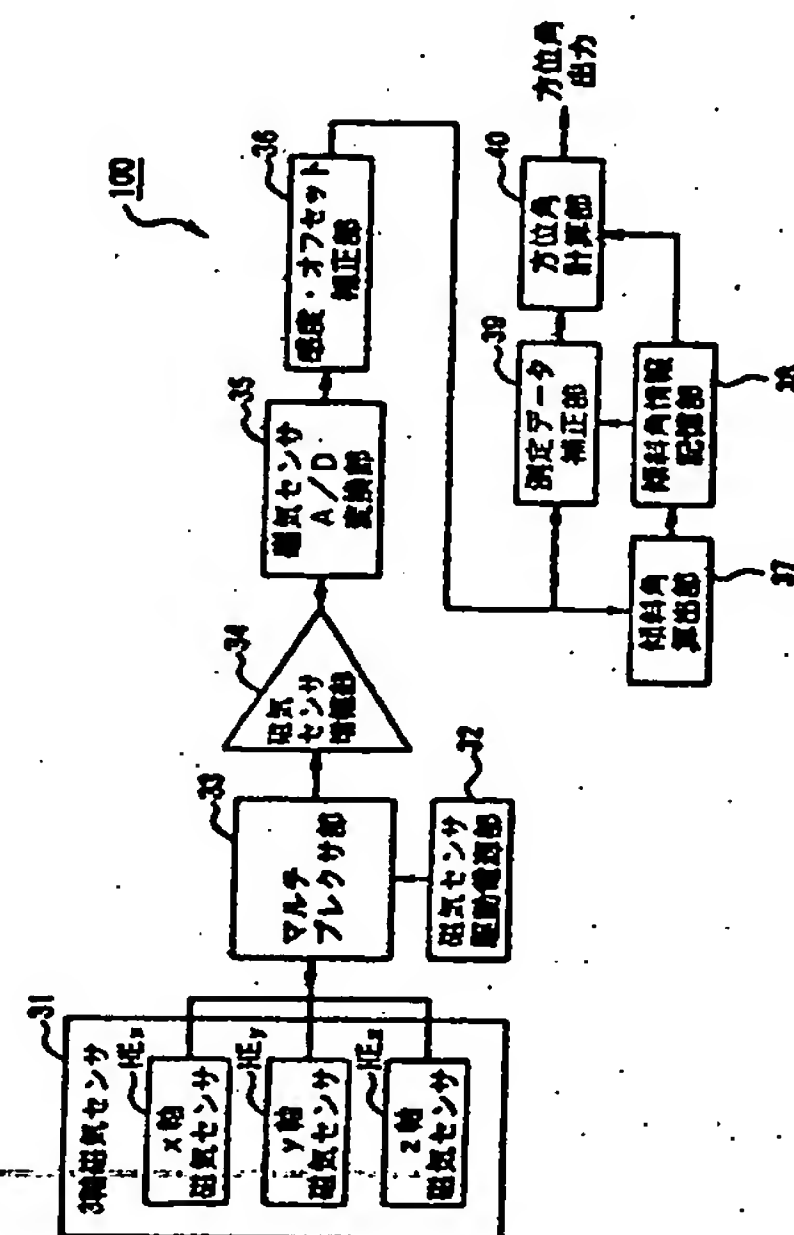 100
31
3軸磁気センサ
HEx
x軸
磁気センサ
HEy
y軸
磁気センサ
HEz
z軸
磁気センサ
33
マルチ
プレクサ部
32
磁気センサ
駆動電源部
34
磁気
センサ
増幅部
35
磁気センサ
A/D
変換部
36
感度・オフセット
補正部
37
傾斜角
算出部
38
傾斜角情報
記憶部
39
測定データ
補正部
40
方位角
計算部
方位角
出力